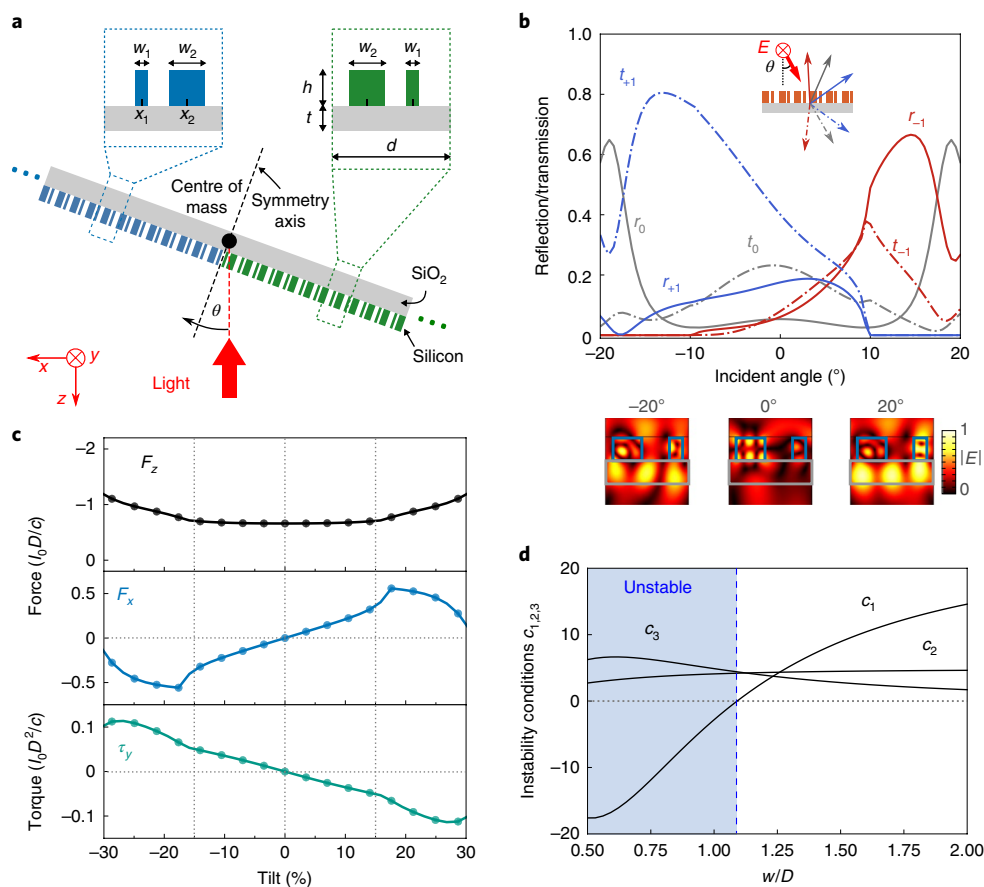 a
w1
w2
x1
x2
h
t
w2
w1
d
Centre of
mass
Symmetry
axis
SiO2
Silicon
θ
x
y
z
Light
b
Reflection/transmission
1.0
0.8
0.6
0.4
0.2
0
−20
−10
0
10
20
Incident angle (°)
E
θ
t+1
r−1
r0
t0
t−1
r+1
−20°
0°
20°
1
|E|
0
c
Force (I0D/c)
−2
−1
0
Fz
0.5
0
−0.5
Fx
Torque (I0D²/c)
0.1
0
−0.1
τy
−30
−20
−10
0
10
20
30
Tilt (%)
d
Instability conditions c1,2,3
20
10
0
−10
−20
Unstable
c1
c3
c2
0.50
0.75
1.00
1.25
1.50
1.75
2.00
w/D